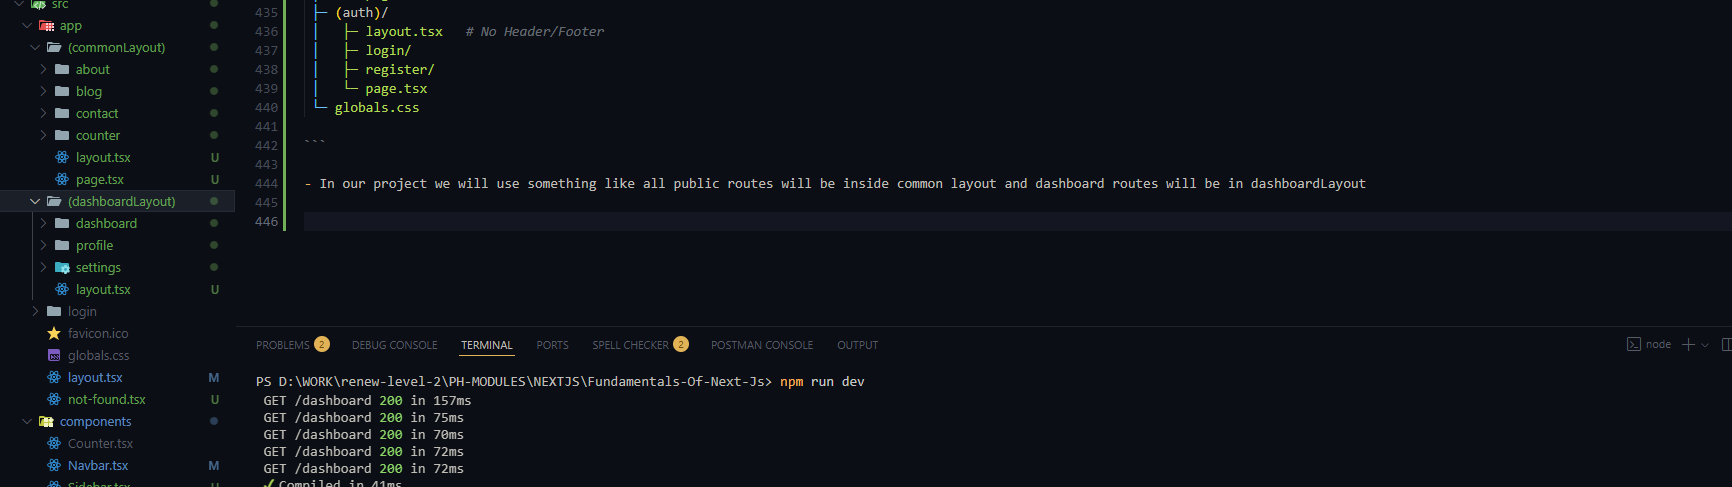 src
app
(commonLayout)
about
blog
contact
counter
layout.tsx U
page.tsx U
(dashboardLayout)
dashboard
profile
settings
layout.tsx U
login
favicon.ico
globals.css
layout.tsx M
not-found.tsx U
components
Counter.tsx
Navbar.tsx M
Sidebar.tsx
435 ├─ (auth)/
436 │   ├─ layout.tsx   # No Header/Footer
437 │   ├─ login/
438 │   ├─ register/
439 │   └─ page.tsx
440 └─ globals.css
441
442 ```
443
444 - In our project we will use something like all public routes will be inside common layout and dashboard routes will be in dashboardLayout
445
446
PROBLEMS 2 DEBUG CONSOLE TERMINAL PORTS SPELL CHECKER 2 POSTMAN CONSOLE OUTPUT node
PS D:\WORK\renew-level-2\PH-MODULES\NEXTJS\Fundamentals-Of-Next-Js> npm run dev
GET /dashboard 200 in 157ms
GET /dashboard 200 in 75ms
GET /dashboard 200 in 70ms
GET /dashboard 200 in 72ms
GET /dashboard 200 in 72ms
✓ Compiled in 41ms